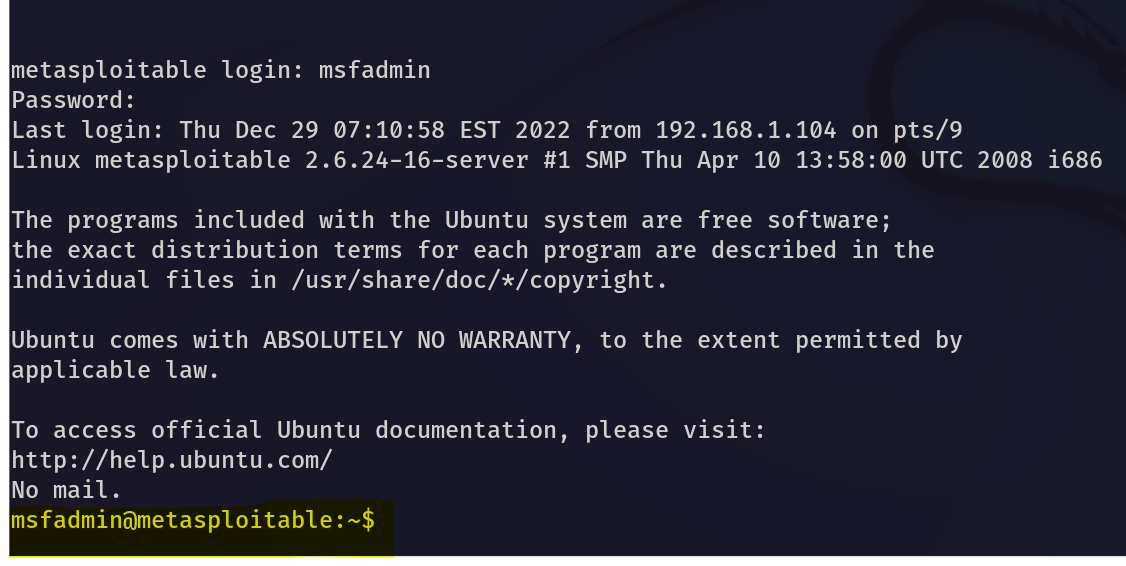 metasploitable login: msfadmin
Password:
Last login: Thu Dec 29 07:10:58 EST 2022 from 192.168.1.104 on pts/9
Linux metasploitable 2.6.24-16-server #1 SMP Thu Apr 10 13:58:00 UTC 2008 i686
The programs included with the Ubuntu system are free software;
the exact distribution terms for each program are described in the
individual files in /usr/share/doc/*/copyright.
Ubuntu comes with ABSOLUTELY NO WARRANTY, to the extent permitted by
applicable law.
To access official Ubuntu documentation, please visit:
http://help.ubuntu.com/
No mail.
msfadmin@metasploitable:~$